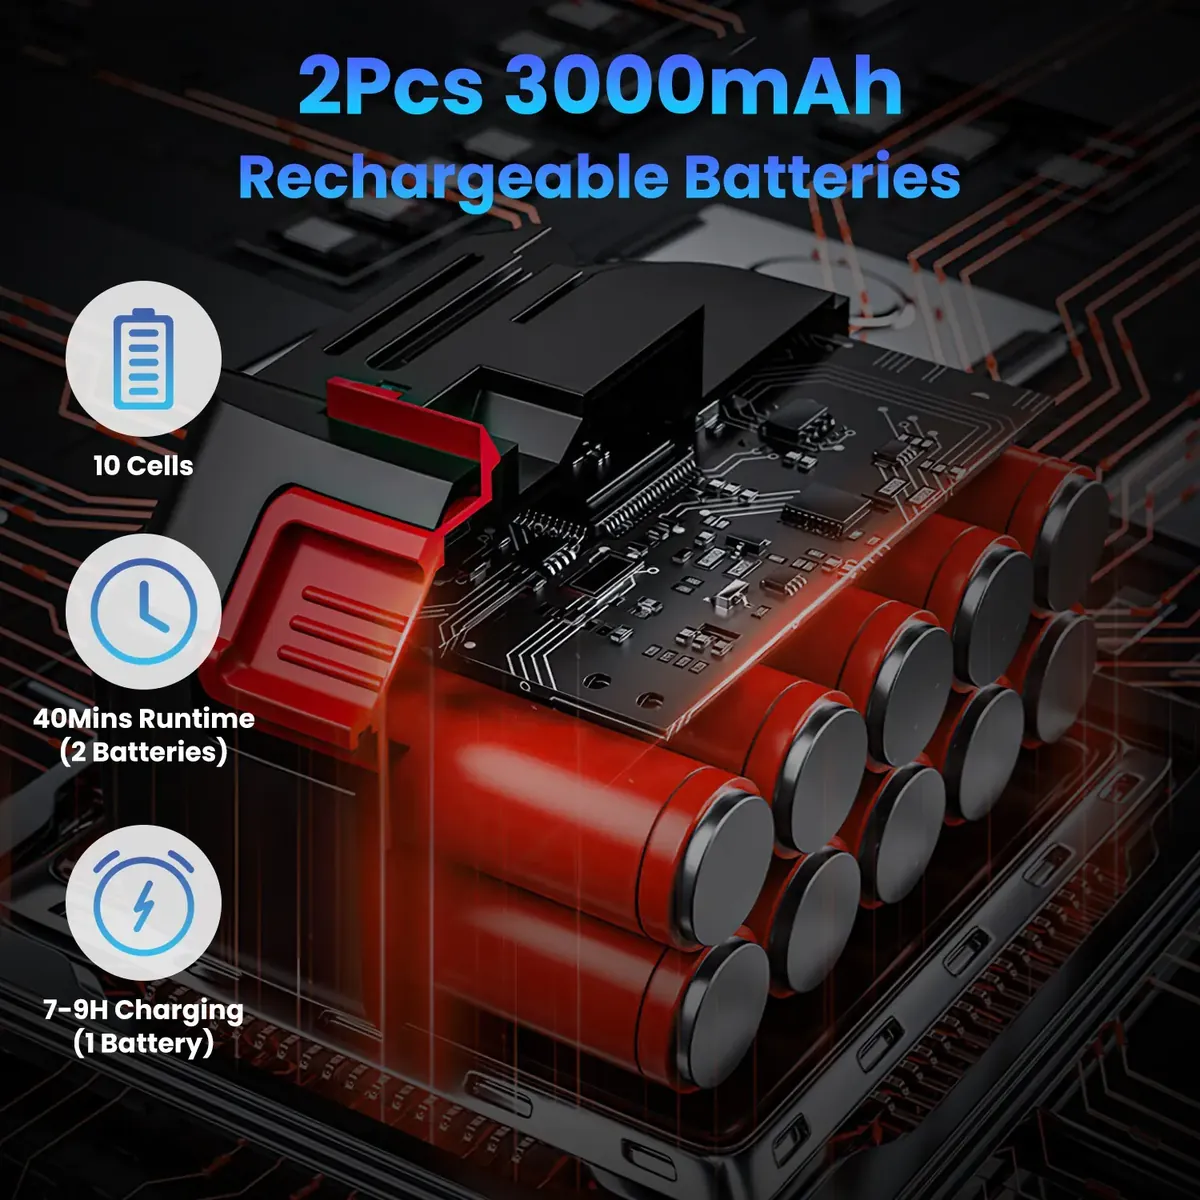 2Pcs 3000mAh
Rechargeable Batteries
10 Cells
40Mins Runtime
(2 Batteries)
7-9H Charging
(1 Battery)